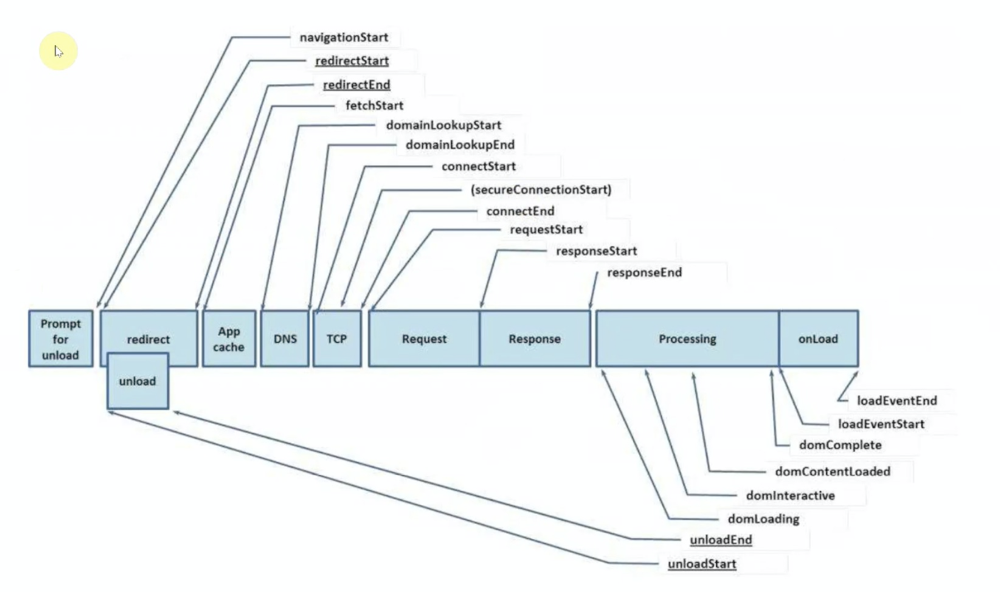 navigationStart
redirectStart
redirectEnd
fetchStart
domainLookupStart
domainLookupEnd
connectStart
(secureConnectionStart)
connectEnd
requestStart
responseStart
responseEnd
Prompt
for
unload
redirect
unload
App
cache
DNS
TCP
Request
Response
Processing
onLoad
loadEventEnd
loadEventStart
domComplete
domContentLoaded
domInteractive
domLoading
unloadEnd
unloadStart